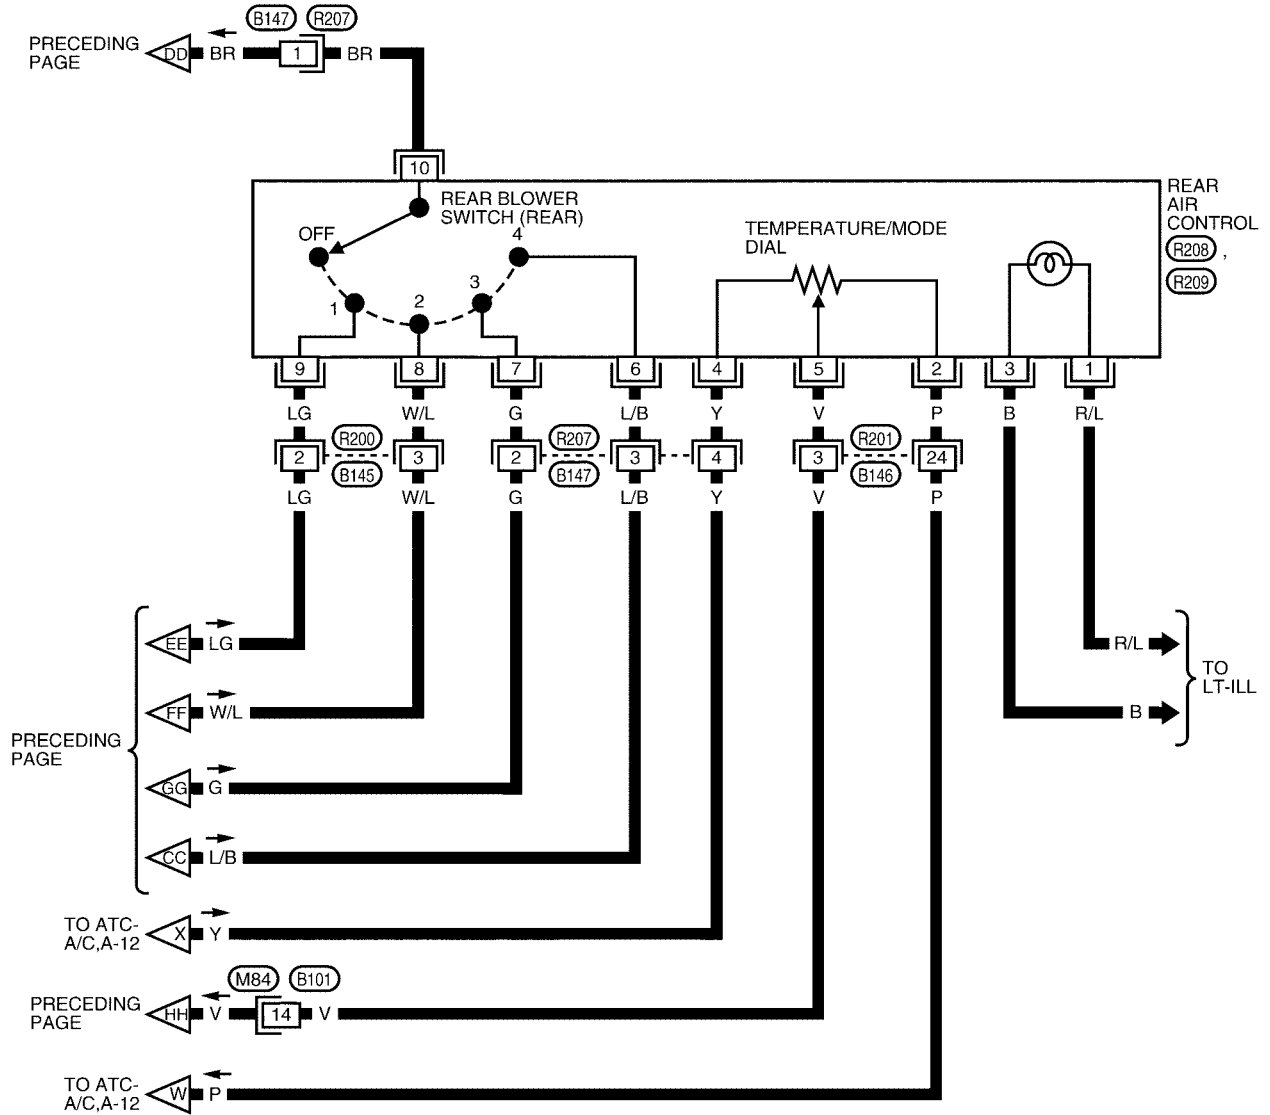 B147 R207
PRECEDING
PAGE
DD BR 1 BR
10
REAR BLOWER
SWITCH (REAR)
OFF
1
2
3
4
TEMPERATURE/MODE
DIAL
REAR
AIR
CONTROL
R208 ,
R209
9 8 7 6 4 5 2 3 1
LG W/L G L/B Y V P B R/L
R200 R207 R201
2 3 2 3 4 3 24
B145 B147 B146
LG W/L G L/B Y V P
EE LG
FF W/L
PRECEDING
PAGE
GG G
CC L/B
R/L
B
TO
LT-ILL
TO ATC-
A/C,A-12
X Y
M84 B101
PRECEDING
PAGE
HH V 14 V
TO ATC-
A/C,A-12
W P